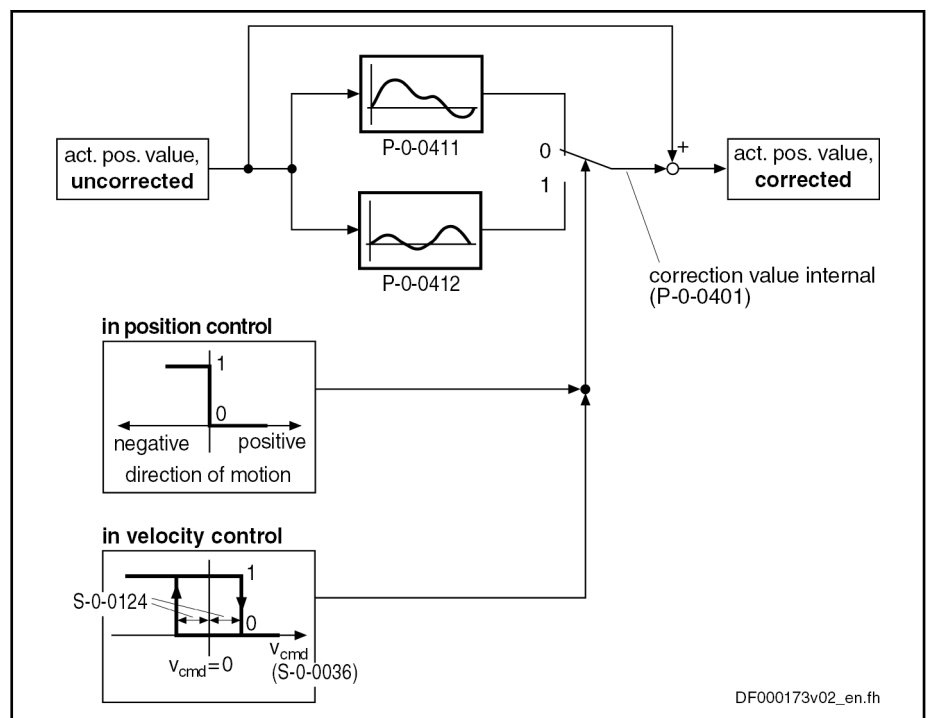 P-0-0411
act. pos. value,
uncorrected
0
1
+
act. pos. value,
corrected
P-0-0412
correction value internal
(P-0-0401)
in position control
1
0
negative
positive
direction of motion
in velocity control
1
S-0-0124
0
vcmd=0
vcmd
(S-0-0036)
DF000173v02_en.fh